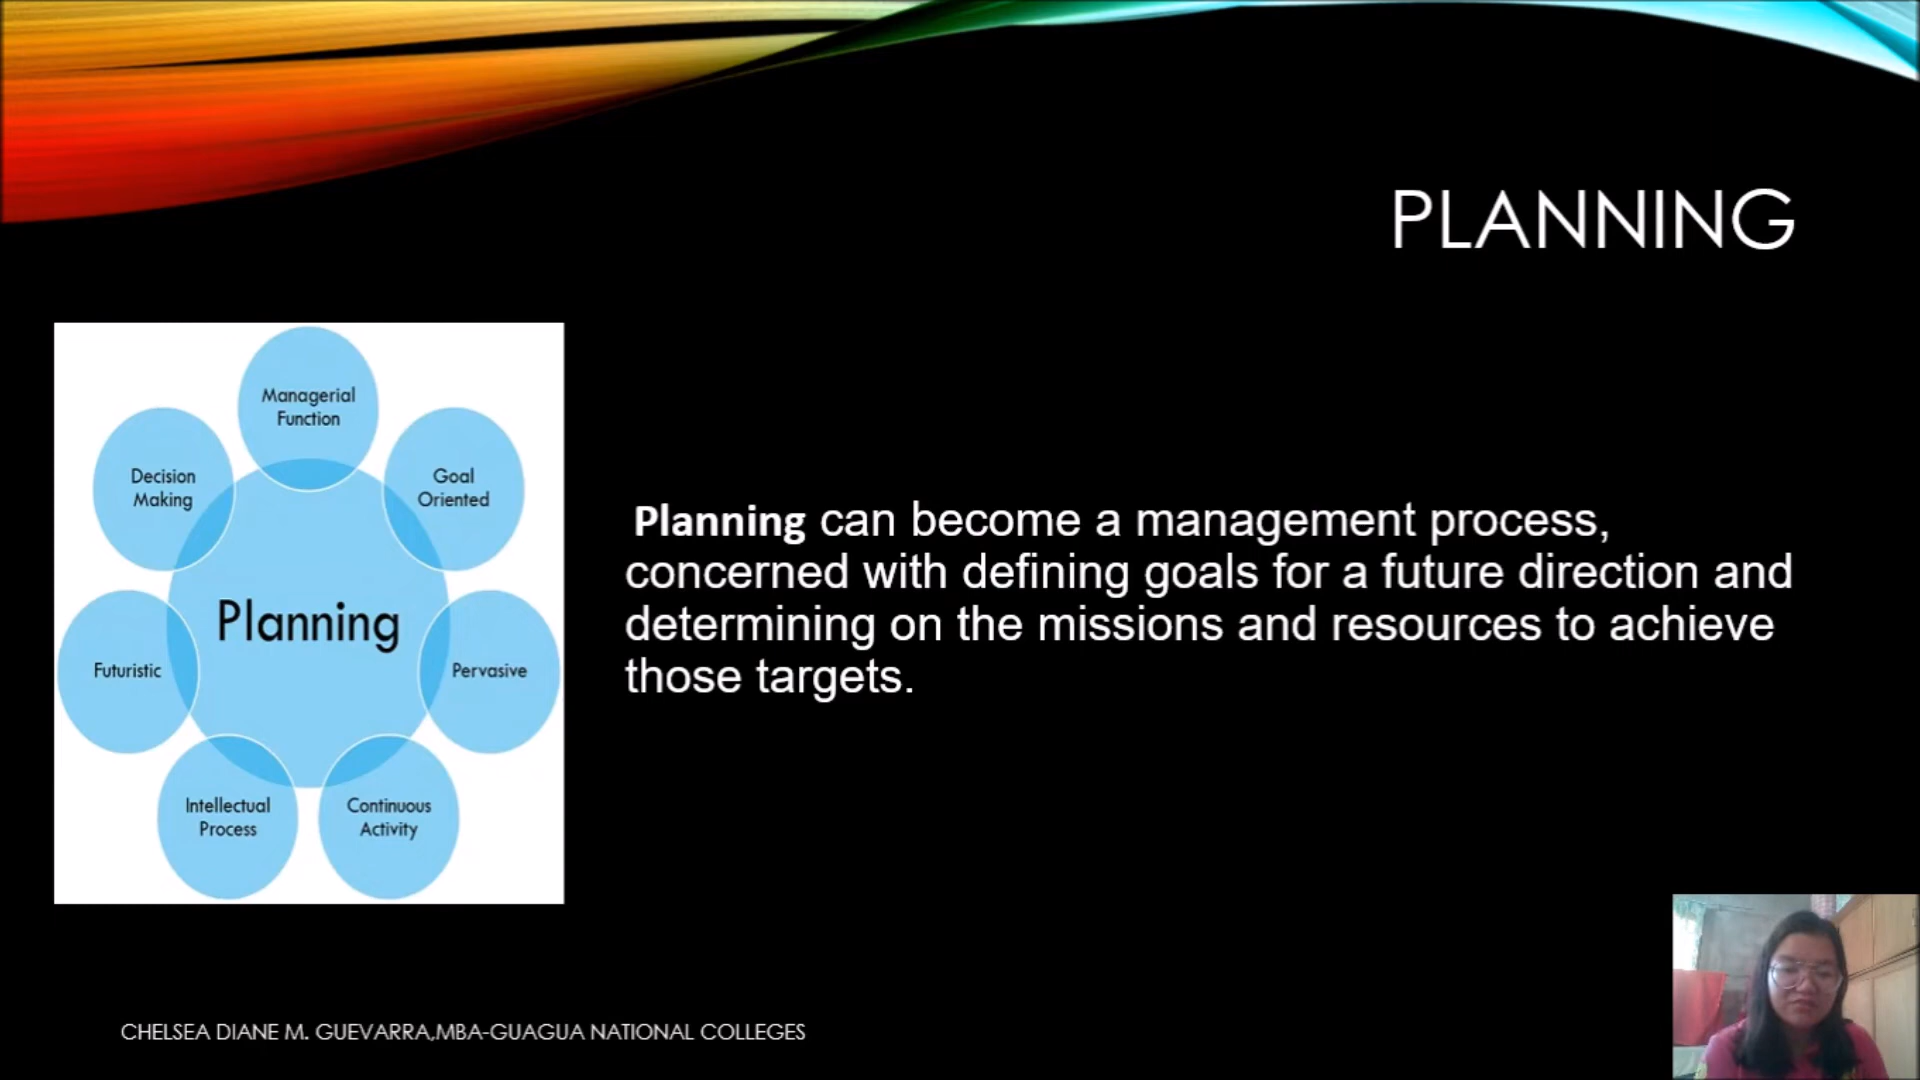 PLANNING
Managerial
Function
Decision
Making
Goal
Oriented
Planning
Futuristic
Pervasive
Intellectual
Process
Continuous
Activity
Planning can become a management process,
concerned with defining goals for a future direction and
determining on the missions and resources to achieve
those targets.
CHELSEA DIANE M. GUEVARRA,MBA-GUAGUA NATIONAL COLLEGES